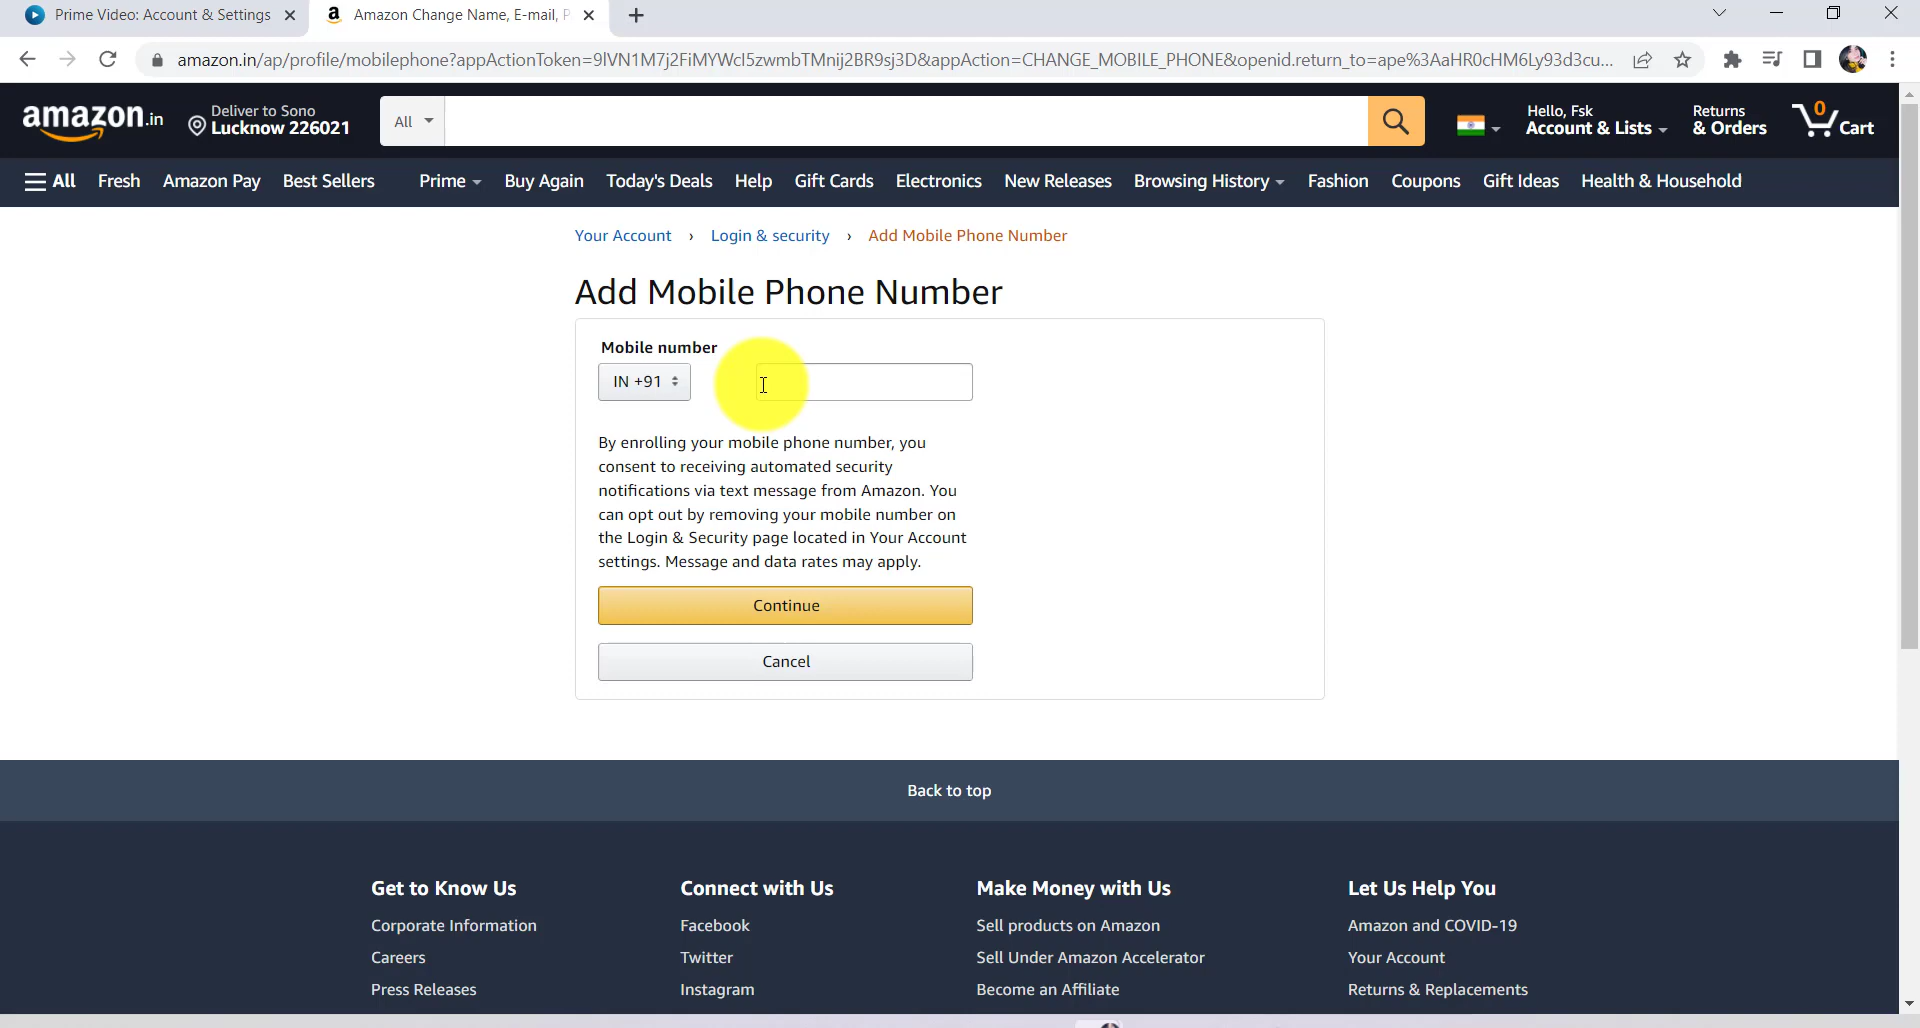 Prime Video: Account & Settings
a Amazon Change Name, E-mail, P
amazon.in/ap/profile/mobilephone?appActionToken=9lVN1M7j2FiMYWcl5zwmbTMnij2BR9sj3D&appAction=CHANGE_MOBILE_PHONE&openid.return_to=ape%3AaHR0cHM6Ly93d3cu...
amazon.in
Deliver to Sono
Lucknow 226021
All
Hello, Fsk
Account & Lists
Returns
& Orders
0
Cart
All Fresh Amazon Pay Best Sellers Prime Buy Again Today's Deals Help Gift Cards Electronics New Releases Browsing History Fashion Coupons Gift Ideas Health & Household
Your Account › Login & security › Add Mobile Phone Number
Add Mobile Phone Number
Mobile number
IN +91
By enrolling your mobile phone number, you
consent to receiving automated security
notifications via text message from Amazon. You
can opt out by removing your mobile number on
the Login & Security page located in Your Account
settings. Message and data rates may apply.
Continue
Cancel
Back to top
Get to Know Us
Corporate Information
Careers
Press Releases
Connect with Us
Facebook
Twitter
Instagram
Make Money with Us
Sell products on Amazon
Sell Under Amazon Accelerator
Become an Affiliate
Let Us Help You
Amazon and COVID-19
Your Account
Returns & Replacements